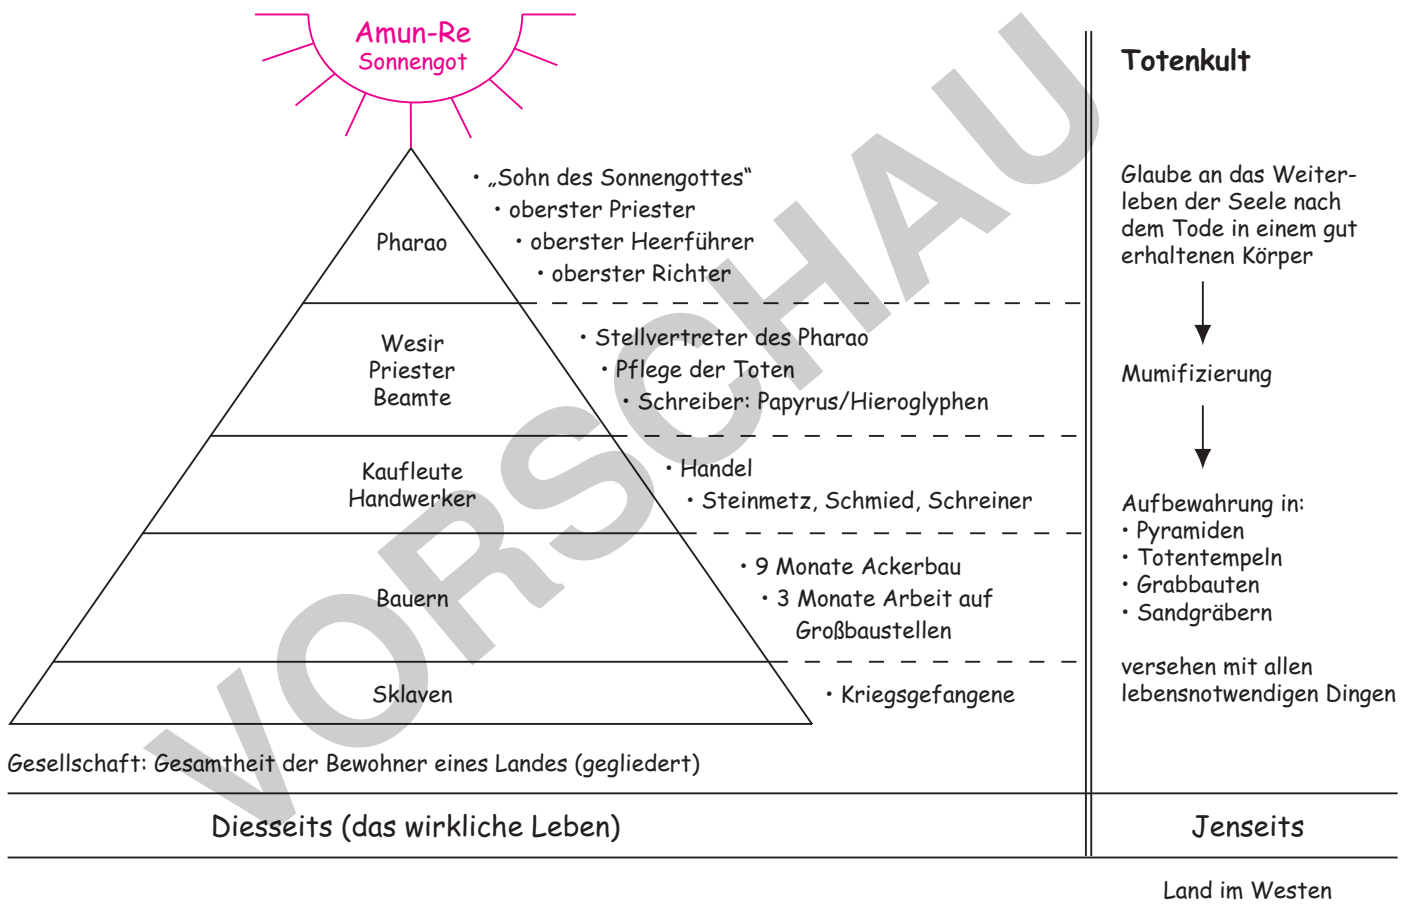 Amun-Re
Sonnengot
Pharao
• „Sohn des Sonnengottes“
• oberster Priester
• oberster Heerführer
• oberster Richter
Wesir
Priester
Beamte
• Stellvertreter des Pharao
• Pflege der Toten
• Schreiber: Papyrus/Hieroglyphen
Kaufleute
Handwerker
• Handel
• Steinmetz, Schmied, Schreiner
Bauern
• 9 Monate Ackerbau
• 3 Monate Arbeit auf
Großbaustellen
Sklaven
• Kriegsgefangene
Gesellschaft: Gesamtheit der Bewohner eines Landes (gegliedert)
Diesseits (das wirkliche Leben)
Totenkult
Glaube an das Weiter-
leben der Seele nach
dem Tode in einem gut
erhaltenen Körper
Mumifizierung
Aufbewahrung in:
• Pyramiden
• Totentempeln
• Grabbauten
• Sandgräbern
versehen mit allen
lebensnotwendigen Dingen
Jenseits
Land im Westen
VORSCHAU